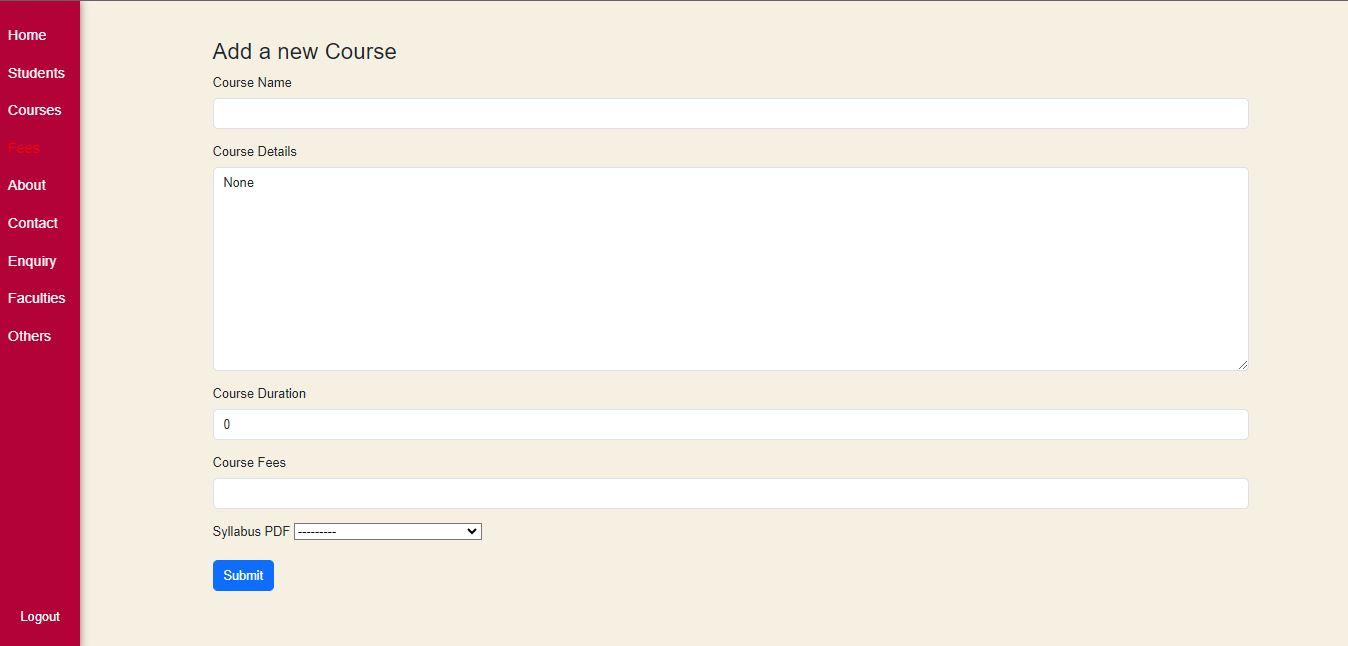 Home
Students
Courses
Fees
About
Contact
Enquiry
Faculties
Others
Logout
Add a new Course
Course Name
Course Details
None
Course Duration
0
Course Fees
Syllabus PDF ---------
Submit